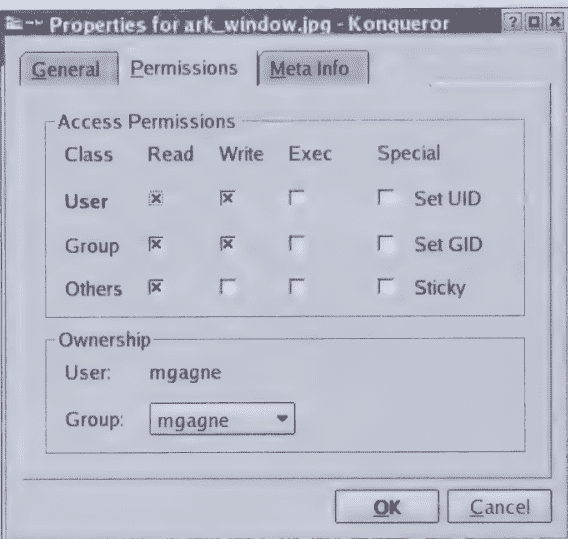 Properties for ark_window.jpg - Konqueror
General Permissions Meta Info
Access Permissions
Class Read Write Exec Special
User Set UID
Group Set GID
Others Sticky
Ownership
User: mgagne
Group: mgagne
OK Cancel